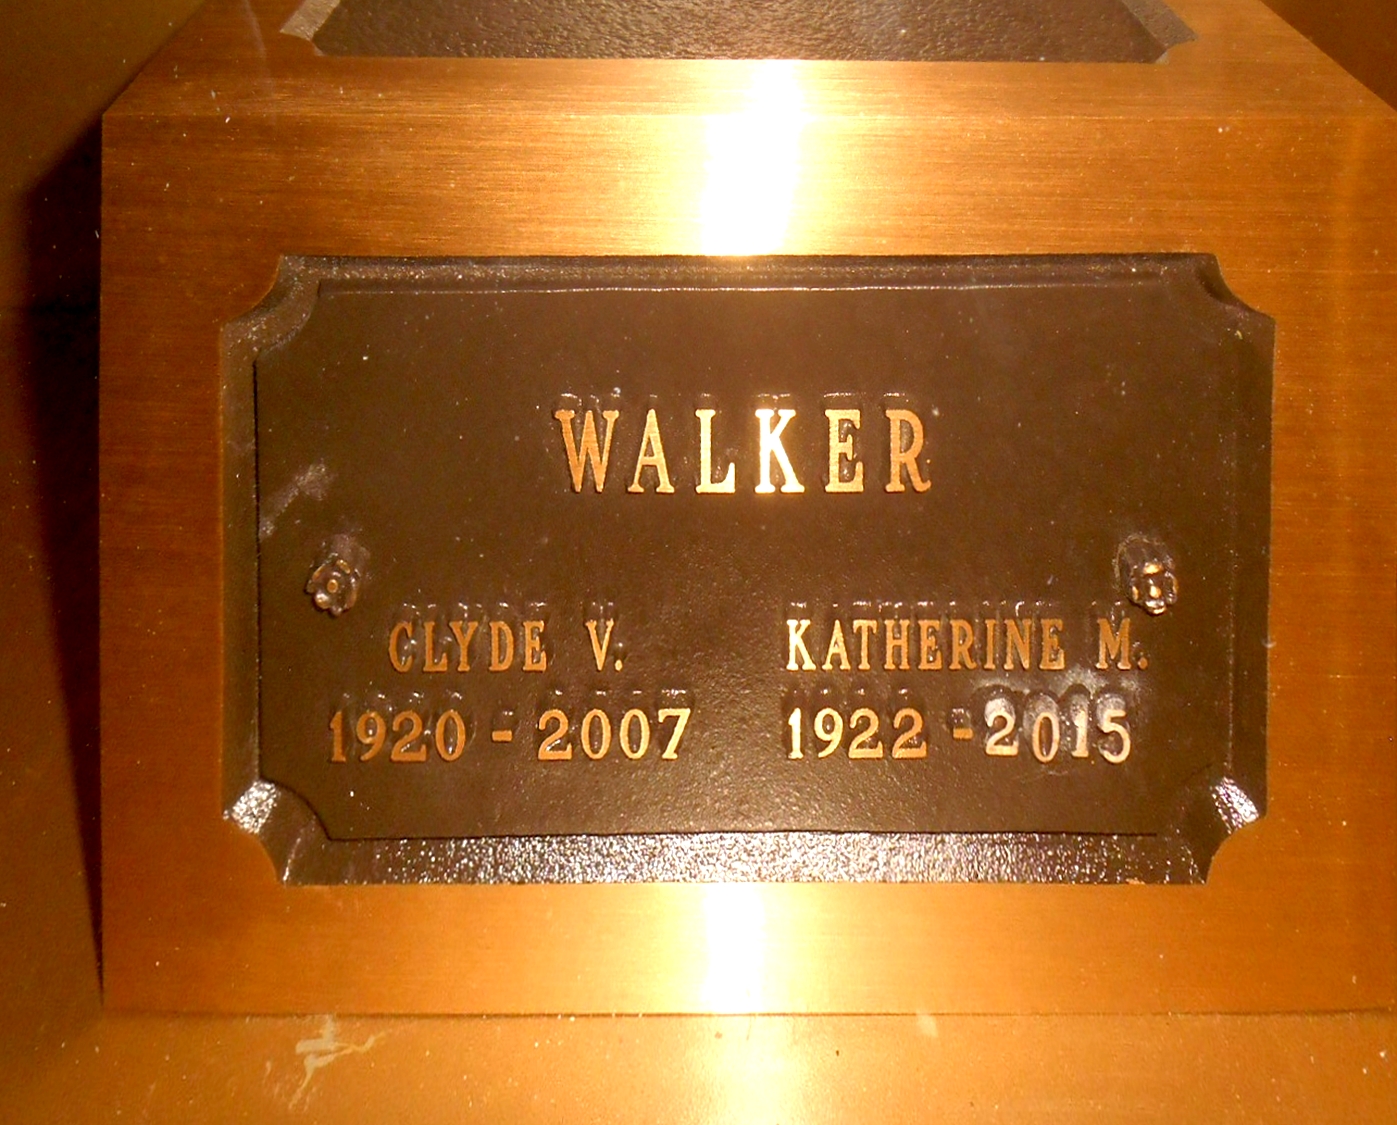 WALKER
CLYDE V. KATHERINE M.
1920 - 2007 1922 - 2015